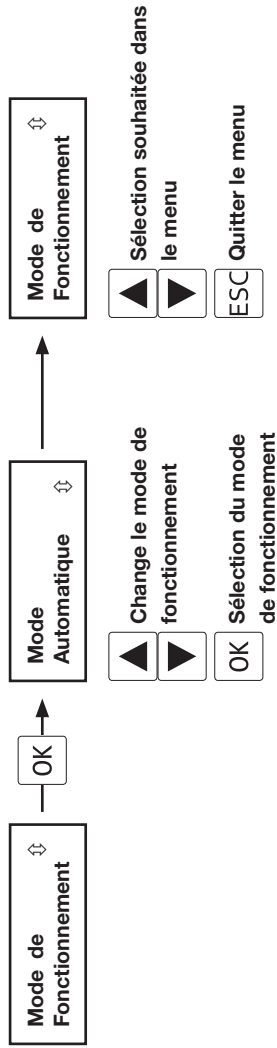 Mode de
Fonctionnement ⇳
OK
Mode
Automatique ⇳
▲ Change le mode de
▼ fonctionnement
OK Sélection du mode
de fonctionnement
Mode de
Fonctionnement ⇳
▲ Sélection souhaitée dans
▼ le menu
ESC Quitter le menu